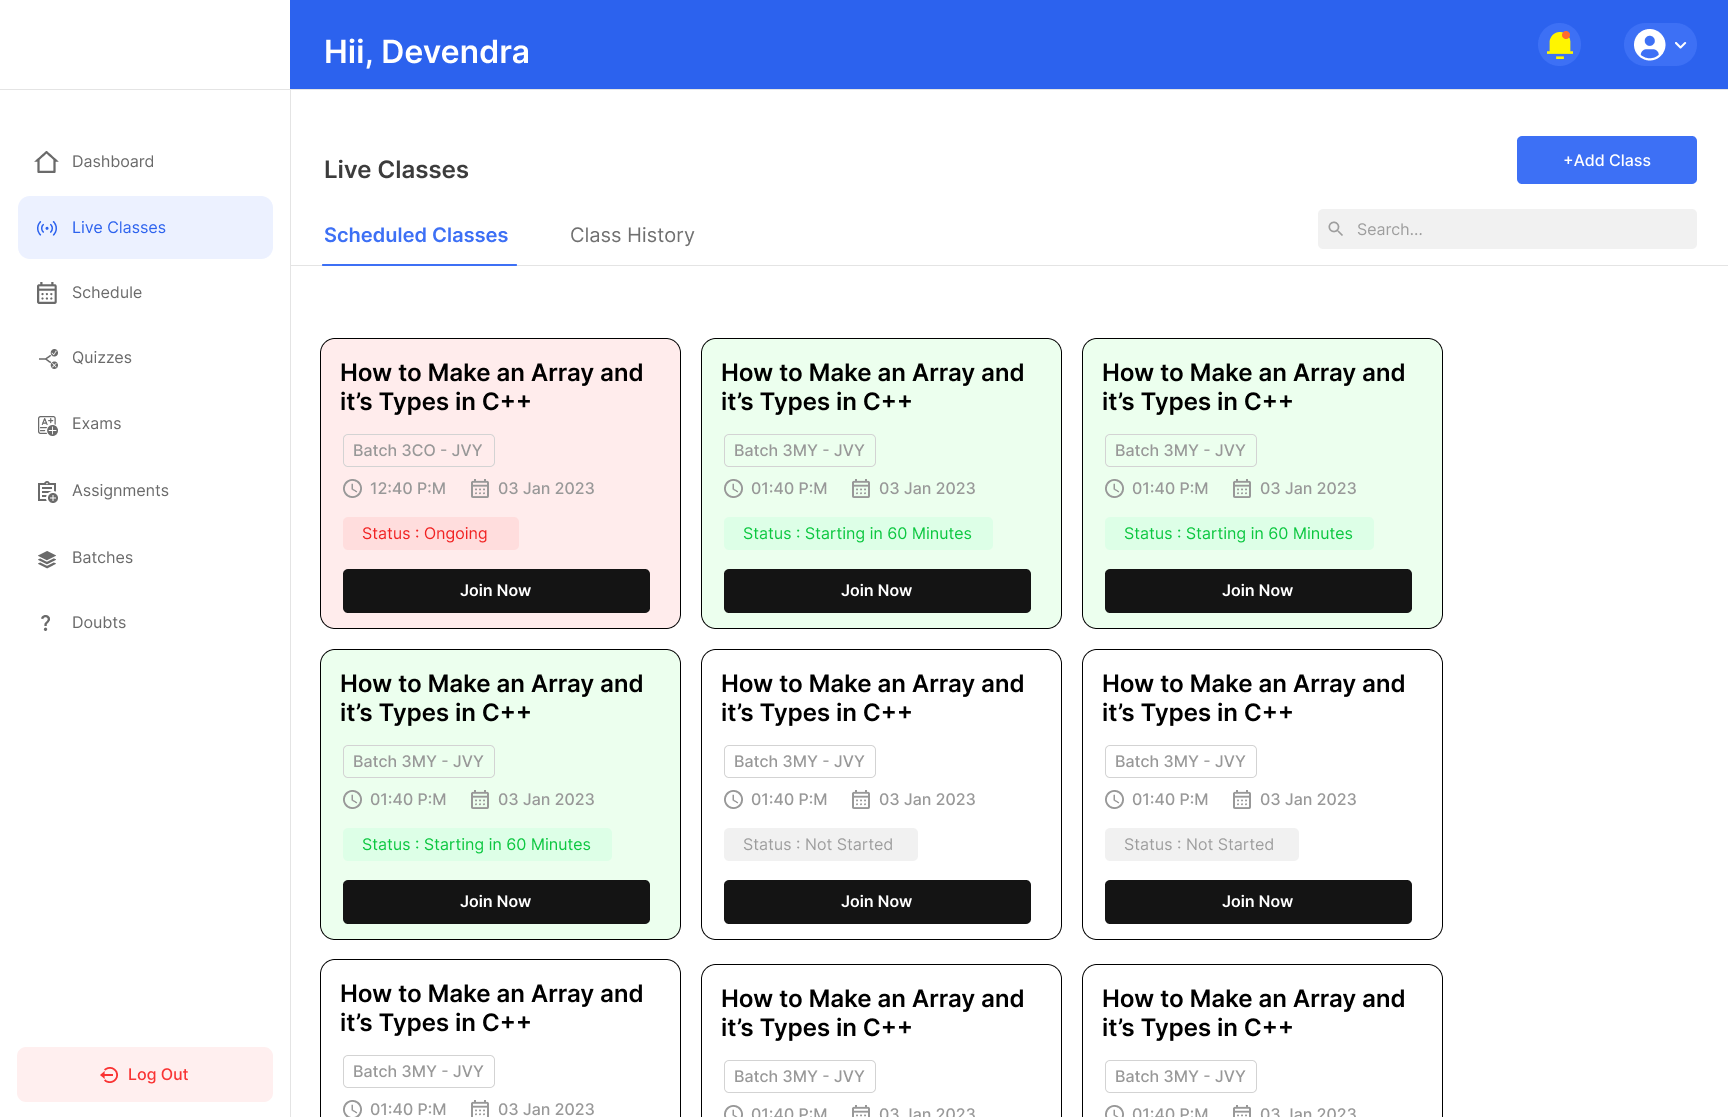 Hii, Devendra
Dashboard
Live Classes
Schedule
Quizzes
Exams
Assignments
Batches
Doubts
Log Out
Live Classes
+Add Class
Scheduled Classes
Class History
Search...
How to Make an Array and
it’s Types in C++
Batch 3CO - JVY
12:40 P:M
03 Jan 2023
Status : Ongoing
Join Now
How to Make an Array and
it’s Types in C++
Batch 3MY - JVY
01:40 P:M
03 Jan 2023
Status : Starting in 60 Minutes
Join Now
How to Make an Array and
it’s Types in C++
Batch 3MY - JVY
01:40 P:M
03 Jan 2023
Status : Starting in 60 Minutes
Join Now
How to Make an Array and
it’s Types in C++
Batch 3MY - JVY
01:40 P:M
03 Jan 2023
Status : Starting in 60 Minutes
Join Now
How to Make an Array and
it’s Types in C++
Batch 3MY - JVY
01:40 P:M
03 Jan 2023
Status : Not Started
Join Now
How to Make an Array and
it’s Types in C++
Batch 3MY - JVY
01:40 P:M
03 Jan 2023
Status : Not Started
Join Now
How to Make an Array and
it’s Types in C++
Batch 3MY - JVY
01:40 P:M
03 Jan 2023
How to Make an Array and
it’s Types in C++
Batch 3MY - JVY
01:40 P:M
03 Jan 2023
How to Make an Array and
it’s Types in C++
Batch 3MY - JVY
01:40 P:M
03 Jan 2023